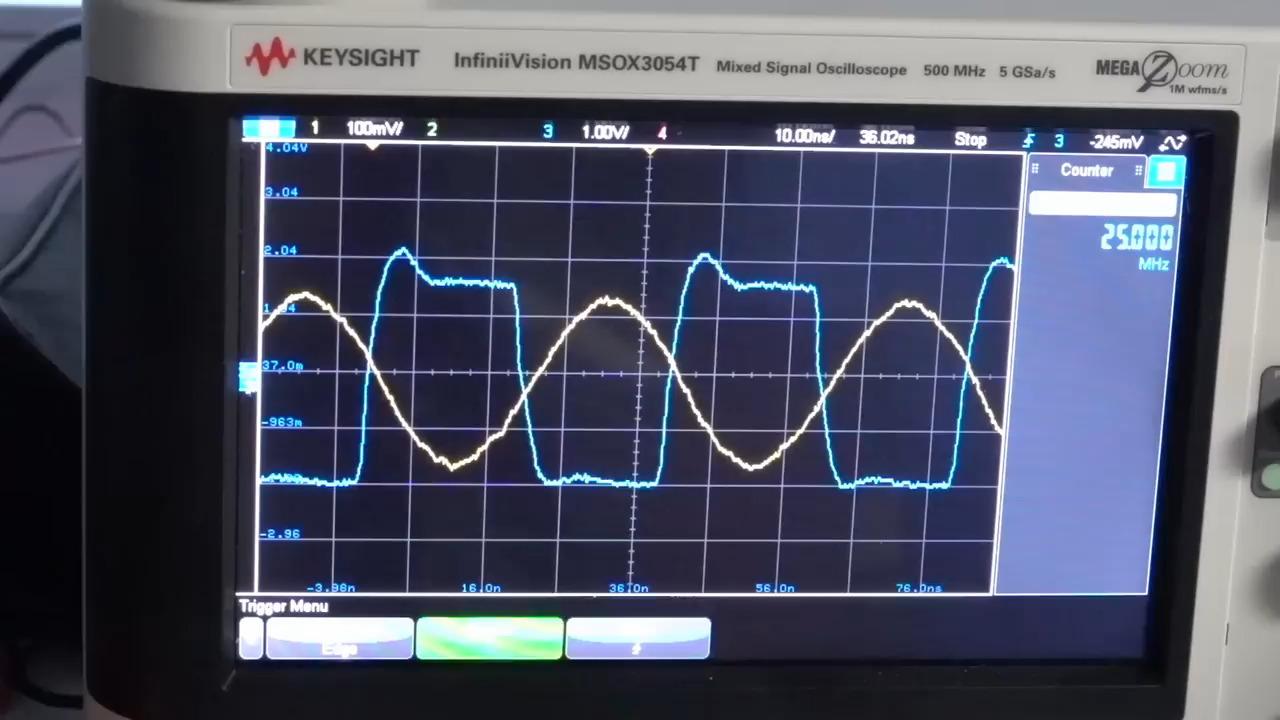 KEYSIGHT InfiniiVision MSOX3054T Mixed Signal Oscilloscope 500 MHz 5 GSa/s MEGA Zoom
1M wfms/s
1 100mV/ 2 3 1.00V/ 4 10.00ns/ 36.02ns Stop 3 -245mV
4.04V
Counter
3.04
25.000
MHz
2.04
1.04
37.0m
-963m
-2.96
-3.98n 16.0n 36.0n 56.0n 76.0ns
Trigger Menu
Edge